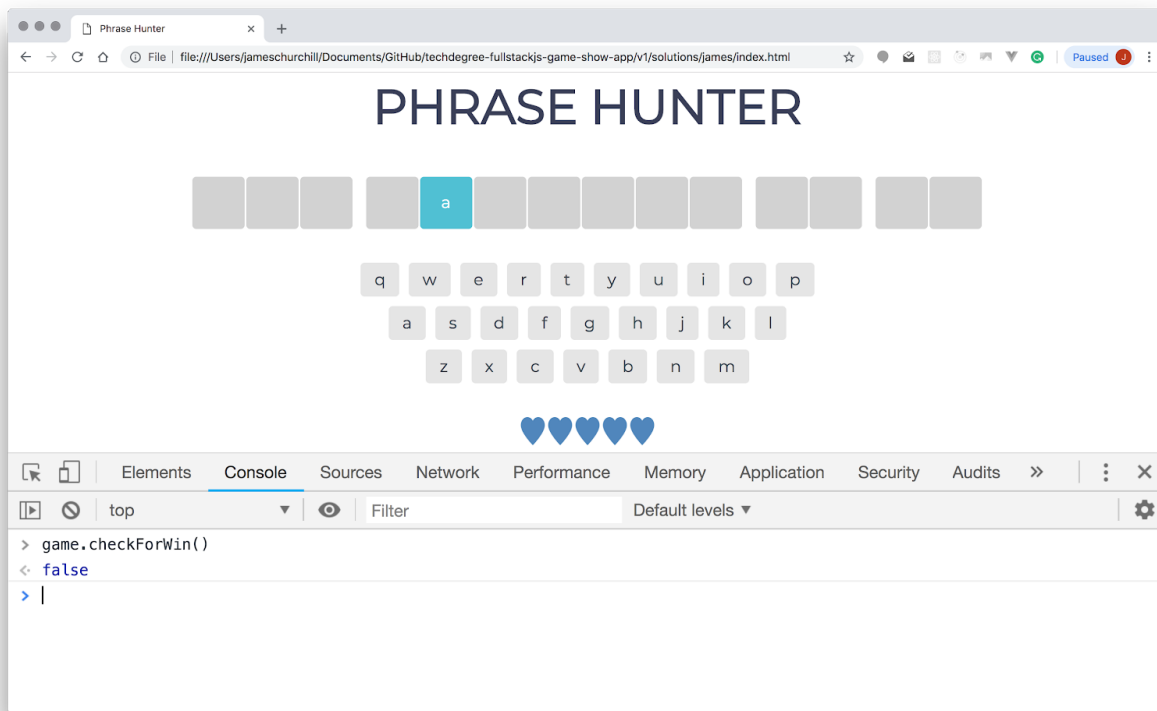 Phrase Hunter
File file:///Users/jameschurchill/Documents/GitHub/techdegree-fullstackjs-game-show-app/v1/solutions/james/index.html Paused J
PHRASE HUNTER
a
q w e r t y u i o p
a s d f g h j k l
z x c v b n m
Elements Console Sources Network Performance Memory Application Security Audits
top Filter Default levels
game.checkForWin()
false